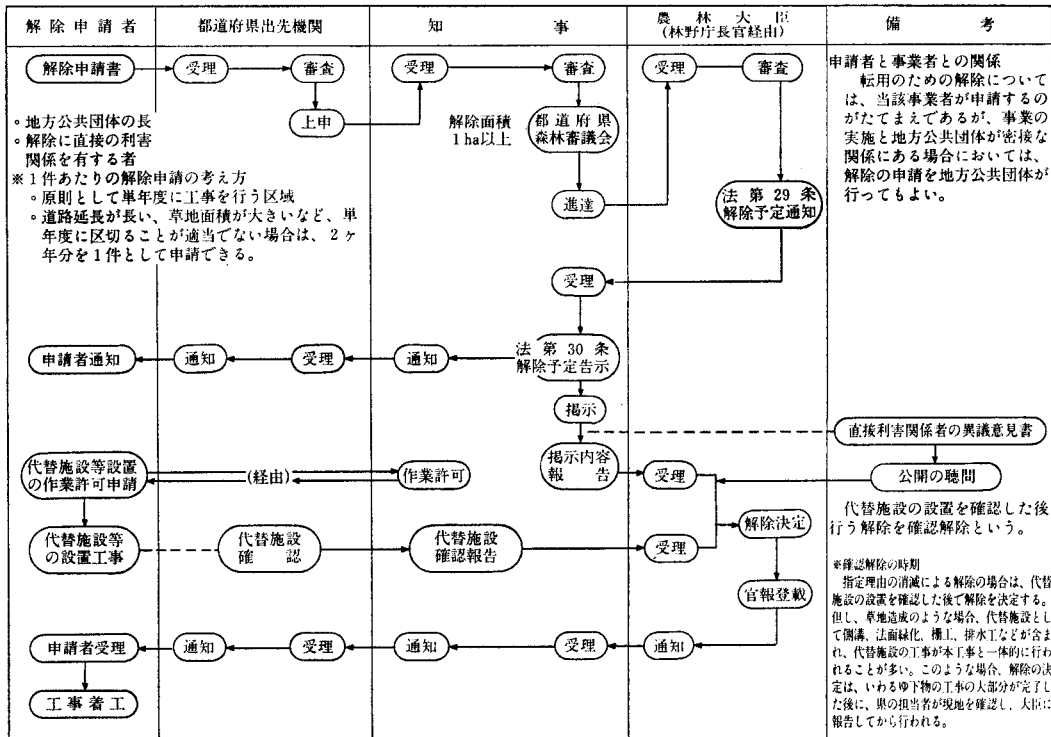 解除申請者
都道府県出先機関
知事
農林大臣
(林野庁長官経由)
備考
解除申請書
受理
審査
受理
審査
受理
審査
上申
解除面積
1ha以上
都道府県
森林審議会
進達
法第29条
解除予定通知
。地方公共団体の長
。解除に直接の利害
関係を有する者
※1件あたりの解除申請の考え方
。原則として単年度に工事を行う区域
。道路延長が長い、草地面積が大きいなど、単
年度に区切ることが適当でない場合は、2ヶ
年分を1件として申請できる。
申請者と事業者との関係
転用のための解除について
は、当該事業者が申請するの
がたてまえであるが、事業の
実施と地方公共団体が密接な
関係にある場合においては、
解除の申請を地方公共団体が
行ってもよい。
受理
申請者通知
通知
受理
通知
法第30条
解除予定告示
掲示
直接利害関係者の異議意見書
代替施設等設置
の作業許可申請
(経由)
作業許可
掲示内容
報告
受理
公開の聴聞
代替施設等
の設置工事
代替施設
確認
代替施設
確認報告
受理
解除決定
官報登載
代替施設の設置を確認した後
行う解除を確認解除という。
※確認解除の時期
指定理由の消滅による解除の場合は、代替
施設の設置を確認した後で解除を決定する。
但し、草地造成のような場合、代替施設とし
て側溝、法面緑化、柵工、排水工などが含ま
れ、代替施設の工事が本工事と一体的に行わ
れることが多い。このような場合、解除の決
定は、いわゆ下物の工事の大部分が完了し
た後に、県の担当者が現地を確認し、大臣に
報告してから行われる。
申請者受理
通知
受理
通知
受理
通知
工事着工